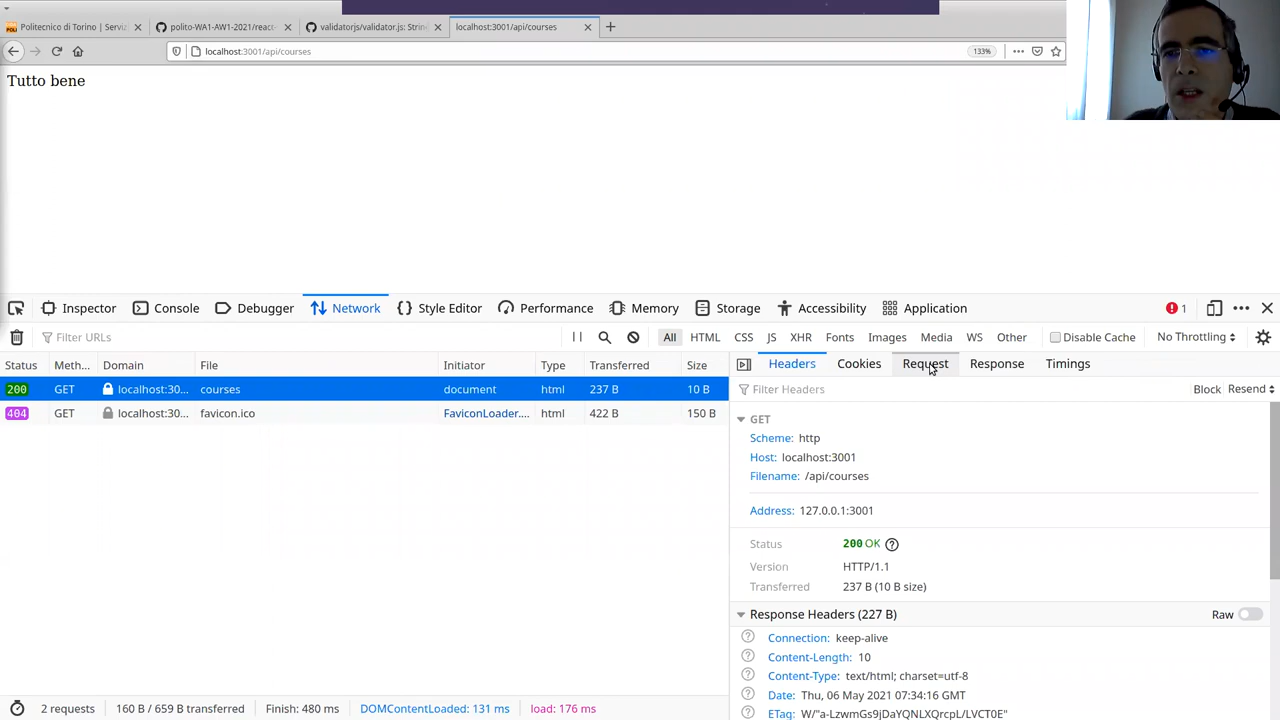 Politecnico di Torino | Serviz
polito-WA1-AW1-2021/react-
validatorjs/validator.js: Strin
localhost:3001/api/courses
localhost:3001/api/courses
133%
Tutto bene
Inspector Console Debugger Network Style Editor Performance Memory Storage Accessibility Application 1
Filter URLs
All HTML CSS JS XHR Fonts Images Media WS Other Disable Cache No Throttling
Status Meth... Domain File Initiator Type Transferred Size
200 GET localhost:30... courses document html 237 B 10 B
404 GET localhost:30... favicon.ico FaviconLoader.... html 422 B 150 B
Headers Cookies Request Response Timings
Filter Headers Block Resend
GET
Scheme: http
Host: localhost:3001
Filename: /api/courses
Address: 127.0.0.1:3001
Status 200 OK
Version HTTP/1.1
Transferred 237 B (10 B size)
Response Headers (227 B) Raw
Connection: keep-alive
Content-Length: 10
Content-Type: text/html; charset=utf-8
Date: Thu, 06 May 2021 07:34:16 GMT
ETag: W/"a-LzwmGs9jDaYQNLXQrcpL/LVCT0E"
2 requests 160 B / 659 B transferred Finish: 480 ms DOMContentLoaded: 131 ms load: 176 ms